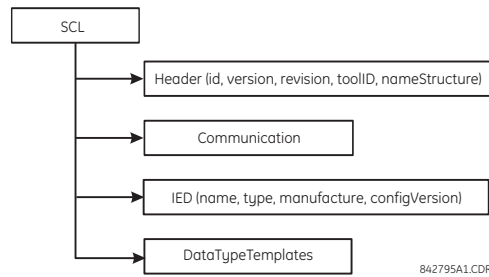 SCL
Header (id, version, revision, toolID, nameStructure)
Communication
IED (name, type, manufacture, configVersion)
DataTypeTemplates
842795A1.CDR